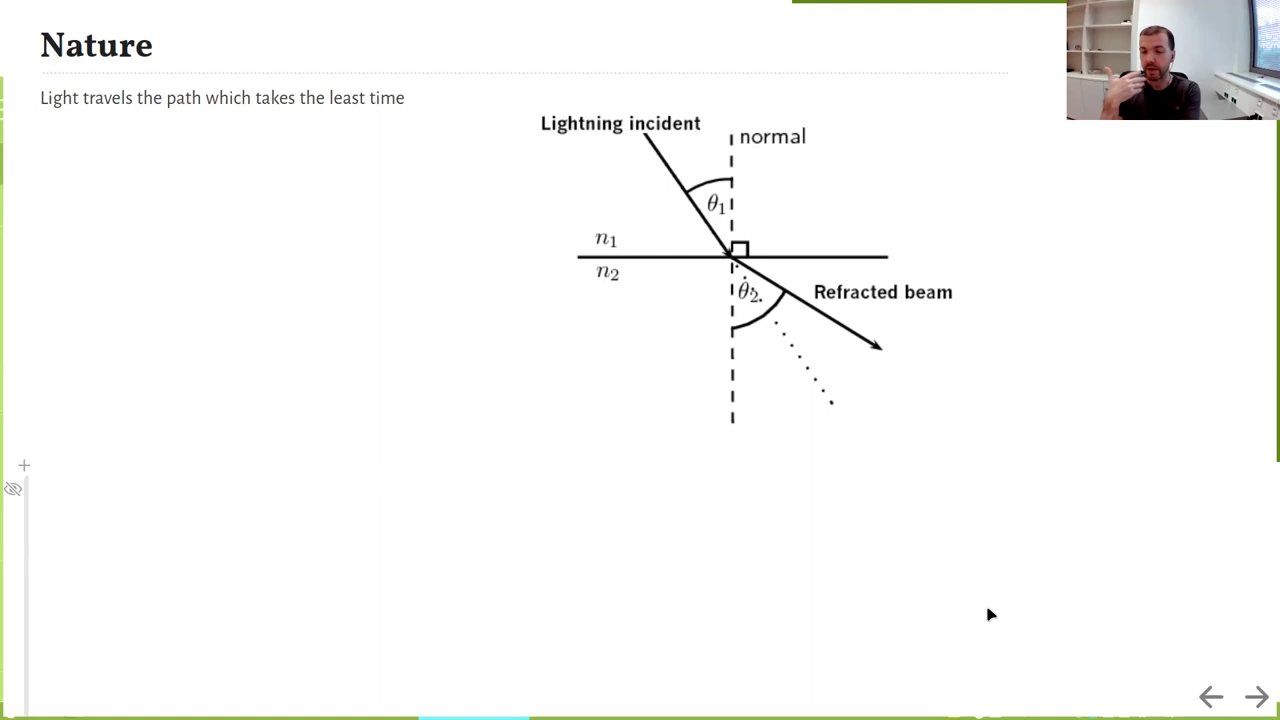 Nature
Light travels the path which takes the least time
Lightning incident
normal
θ₁
n₁
n₂
θ₂
Refracted beam